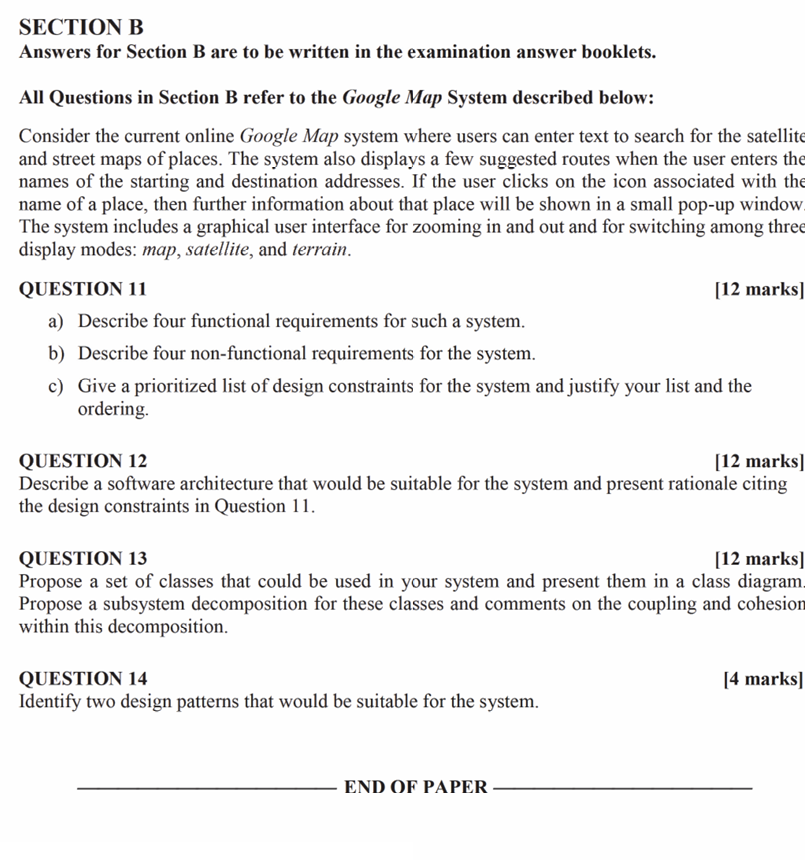 SECTION B
Answers for Section B are to be written in the examination answer booklets.
All Questions in Section B refer to the Google Map System described below:
Consider the current online Google Map system where users can enter text to search for the satellite
and street maps of places. The system also displays a few suggested routes when the user enters the
names of the starting and destination addresses. If the user clicks on the icon associated with the
name of a place, then further information about that place will be shown in a small pop-up window.
The system includes a graphical user interface for zooming in and out and for switching among three
display modes: map, satellite, and terrain.
QUESTION 11 [12 marks]
a) Describe four functional requirements for such a system.
b) Describe four non-functional requirements for the system.
c) Give a prioritized list of design constraints for the system and justify your list and the
ordering.
QUESTION 12 [12 marks]
Describe a software architecture that would be suitable for the system and present rationale citing
the design constraints in Question 11.
QUESTION 13 [12 marks]
Propose a set of classes that could be used in your system and present them in a class diagram.
Propose a subsystem decomposition for these classes and comments on the coupling and cohesion
within this decomposition.
QUESTION 14 [4 marks]
Identify two design patterns that would be suitable for the system.
END OF PAPER